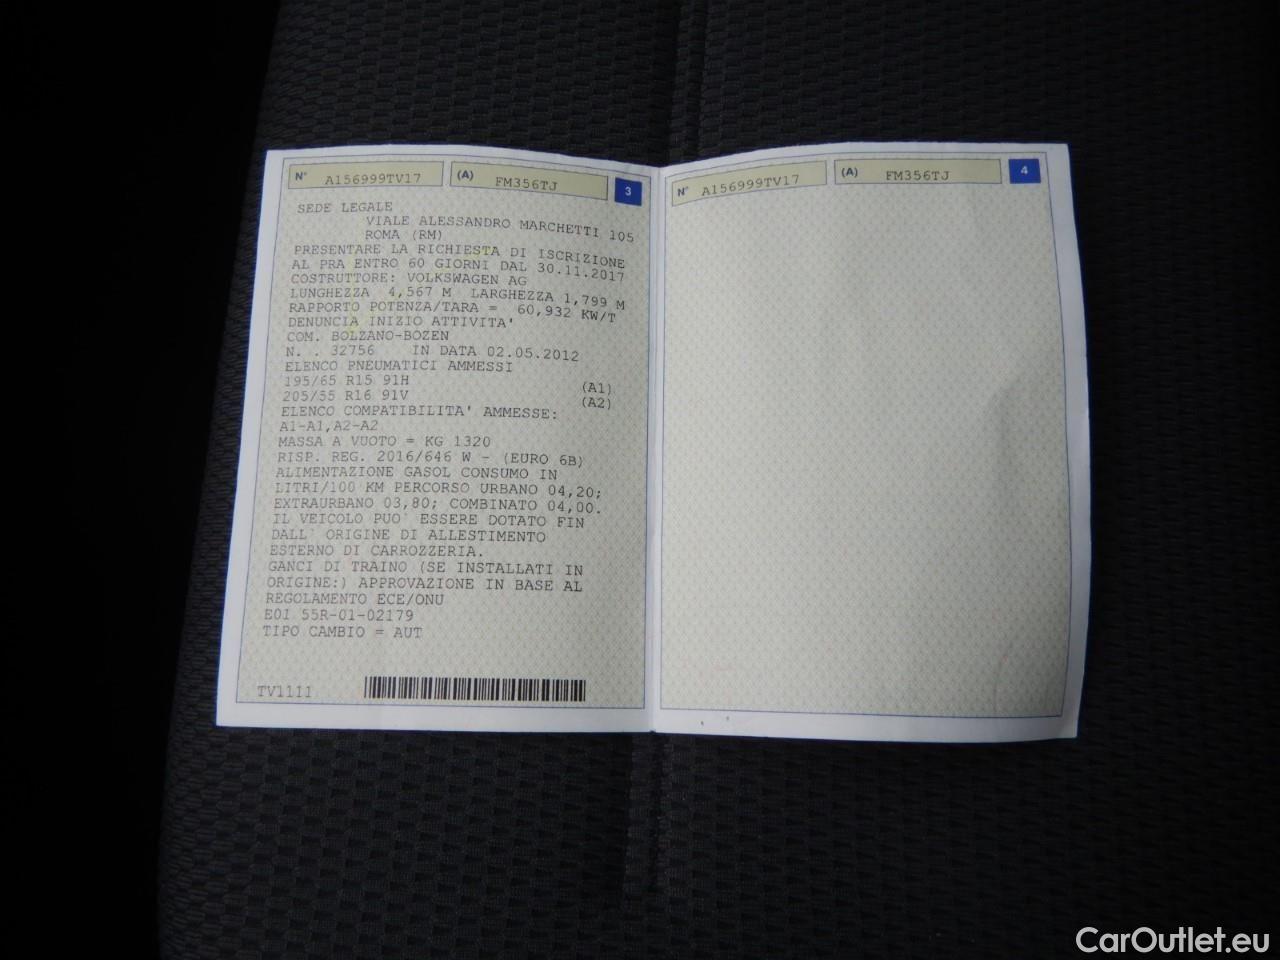 N° A156999TV17 (A) FM356TJ 3
SEDE LEGALE
VIALE ALESSANDRO MARCHETTI 105
ROMA (RM)
PRESENTARE LA RICHIESTA DI ISCRIZIONE
AL PRA ENTRO 60 GIORNI DAL 30.11.2017
COSTRUTTORE: VOLKSWAGEN AG
LUNGHEZZA 4,567 M LARGHEZZA 1,799 M
RAPPORTO POTENZA/TARA = 60,932 KW/T
DENUNCIA INIZIO ATTIVITA'
COM. BOLZANO-BOZEN
N. . 32756 IN DATA 02.05.2012
ELENCO PNEUMATICI AMMESSI
195/65 R15 91H (A1)
205/55 R16 91V (A2)
ELENCO COMPATIBILITA' AMMESSE:
A1-A1,A2-A2
MASSA A VUOTO = KG 1320
RISP. REG. 2016/646 W - (EURO 6B)
ALIMENTAZIONE GASOL CONSUMO IN
LITRI/100 KM PERCORSO URBANO 04,20;
EXTRAURBANO 03,80; COMBINATO 04,00.
IL VEICOLO PUO` ESSERE DOTATO FIN
DALL` ORIGINE DI ALLESTIMENTO
ESTERNO DI CARROZZERIA.
GANCI DI TRAINO (SE INSTALLATI IN
ORIGINE:) APPROVAZIONE IN BASE AL
REGOLAMENTO ECE/ONU
E01 55R-01-02179
TIPO CAMBIO = AUT
TV1111
N° A156999TV17 (A) FM356TJ 4
CarOutlet.eu